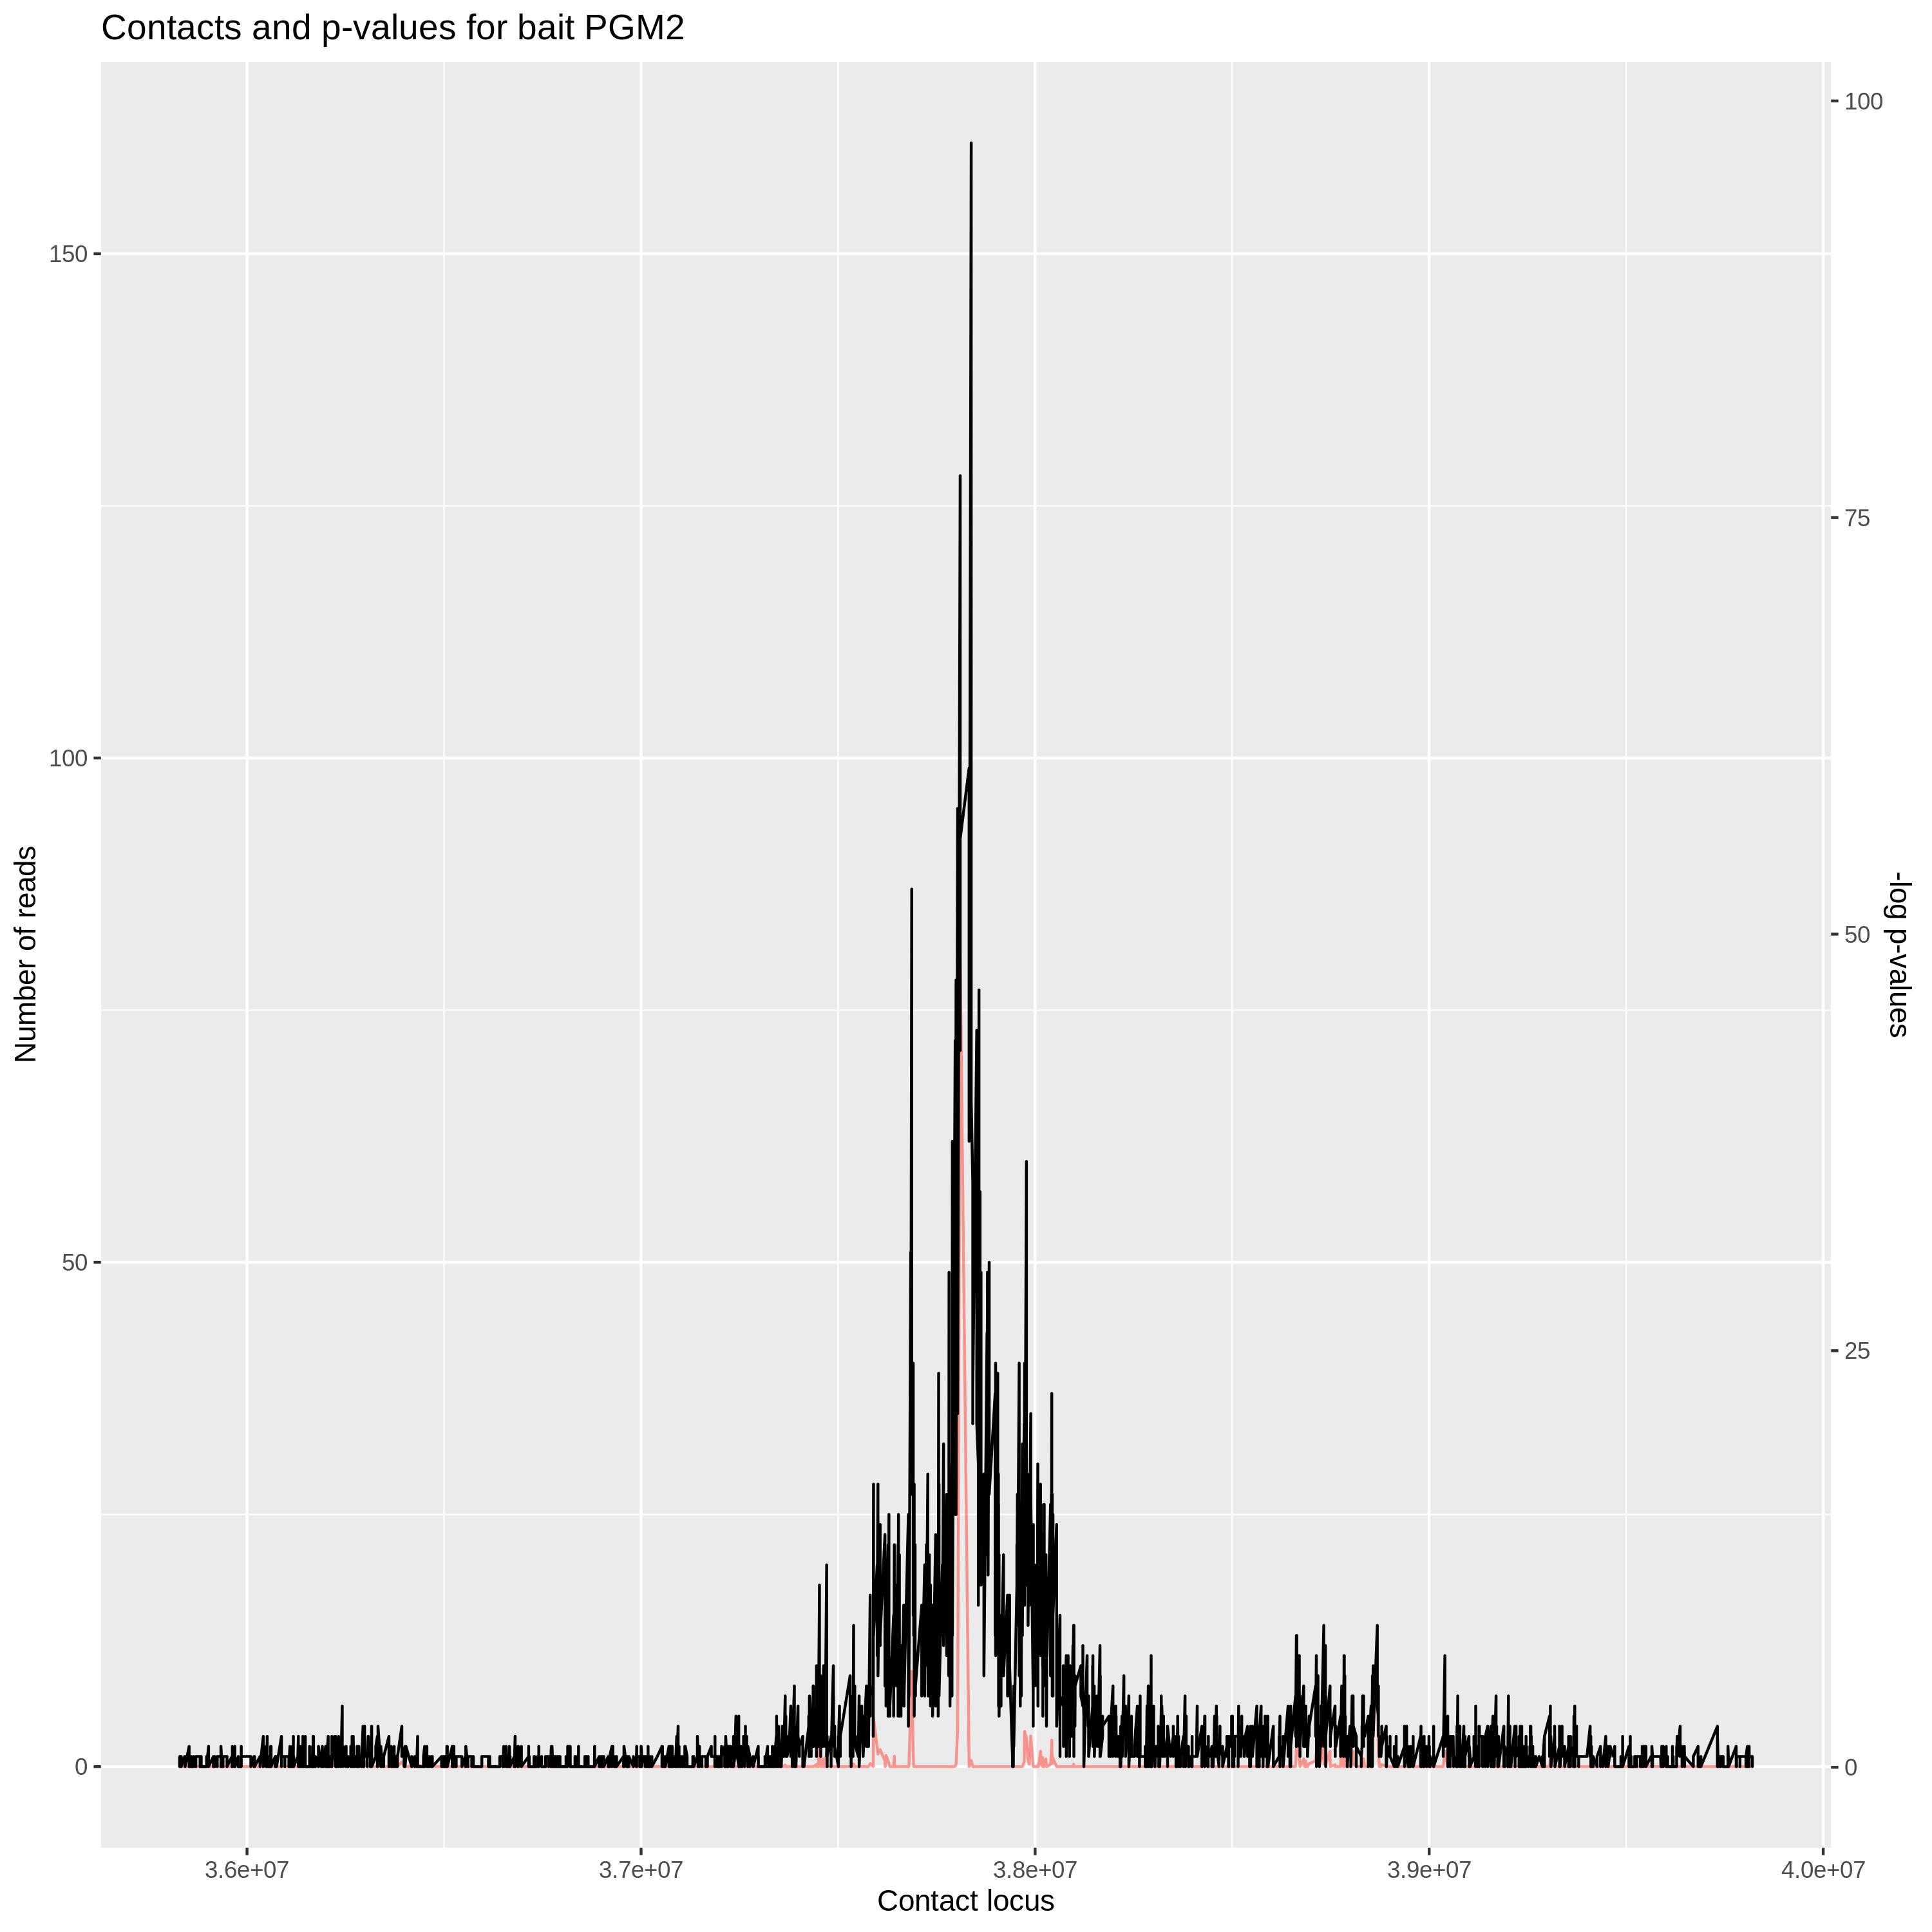 Contacts and p-values for bait PGM2
Number of reads
150
100
50
0
100
75
50
25
0
-log p-values
3.6e+07 3.7e+07 3.8e+07 3.9e+07 4.0e+07
Contact locus